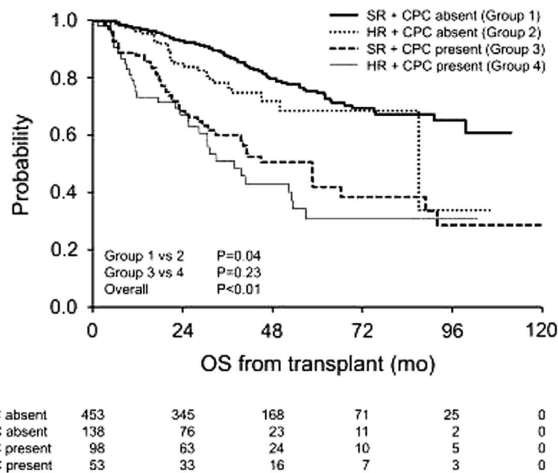 SR + CPC absent (Group 1)
HR + CPC absent (Group 2)
SR + CPC present (Group 3)
HR + CPC present (Group 4)
1.0
0.8
0.6
0.4
0.2
0.0
Probability
Group 1 vs 2 P=0.04
Group 3 vs 4 P=0.23
Overall P<0.01
0 24 48 72 96 120
OS from transplant (mo)
C absent 453 345 168 71 25 0
C absent 138 76 23 11 2 0
C present 98 63 24 10 5 0
C present 53 33 16 7 3 0